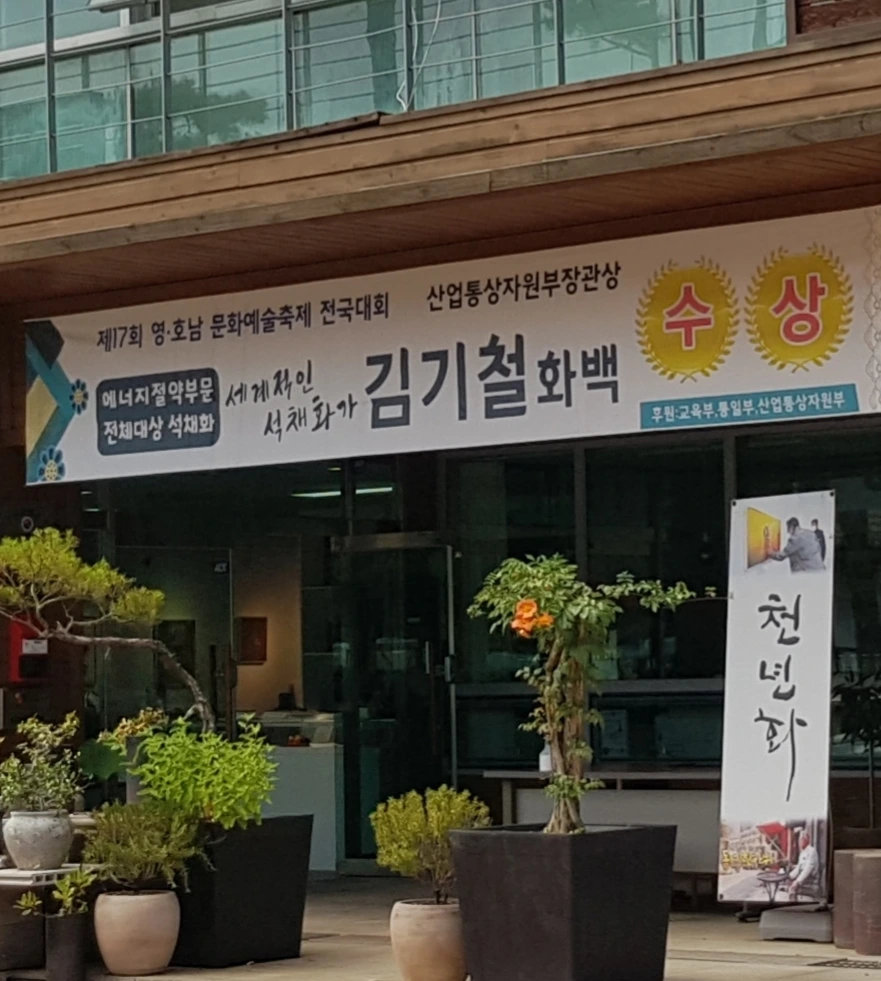 제17회 영·호남 문화예술축제 전국대회 산업통상자원부장관상
에너지절약부문
전체대상 석채화
세계적인
석채화가
김기철화백
수상
후원:교육부,통일부,산업통상자원부
천년화